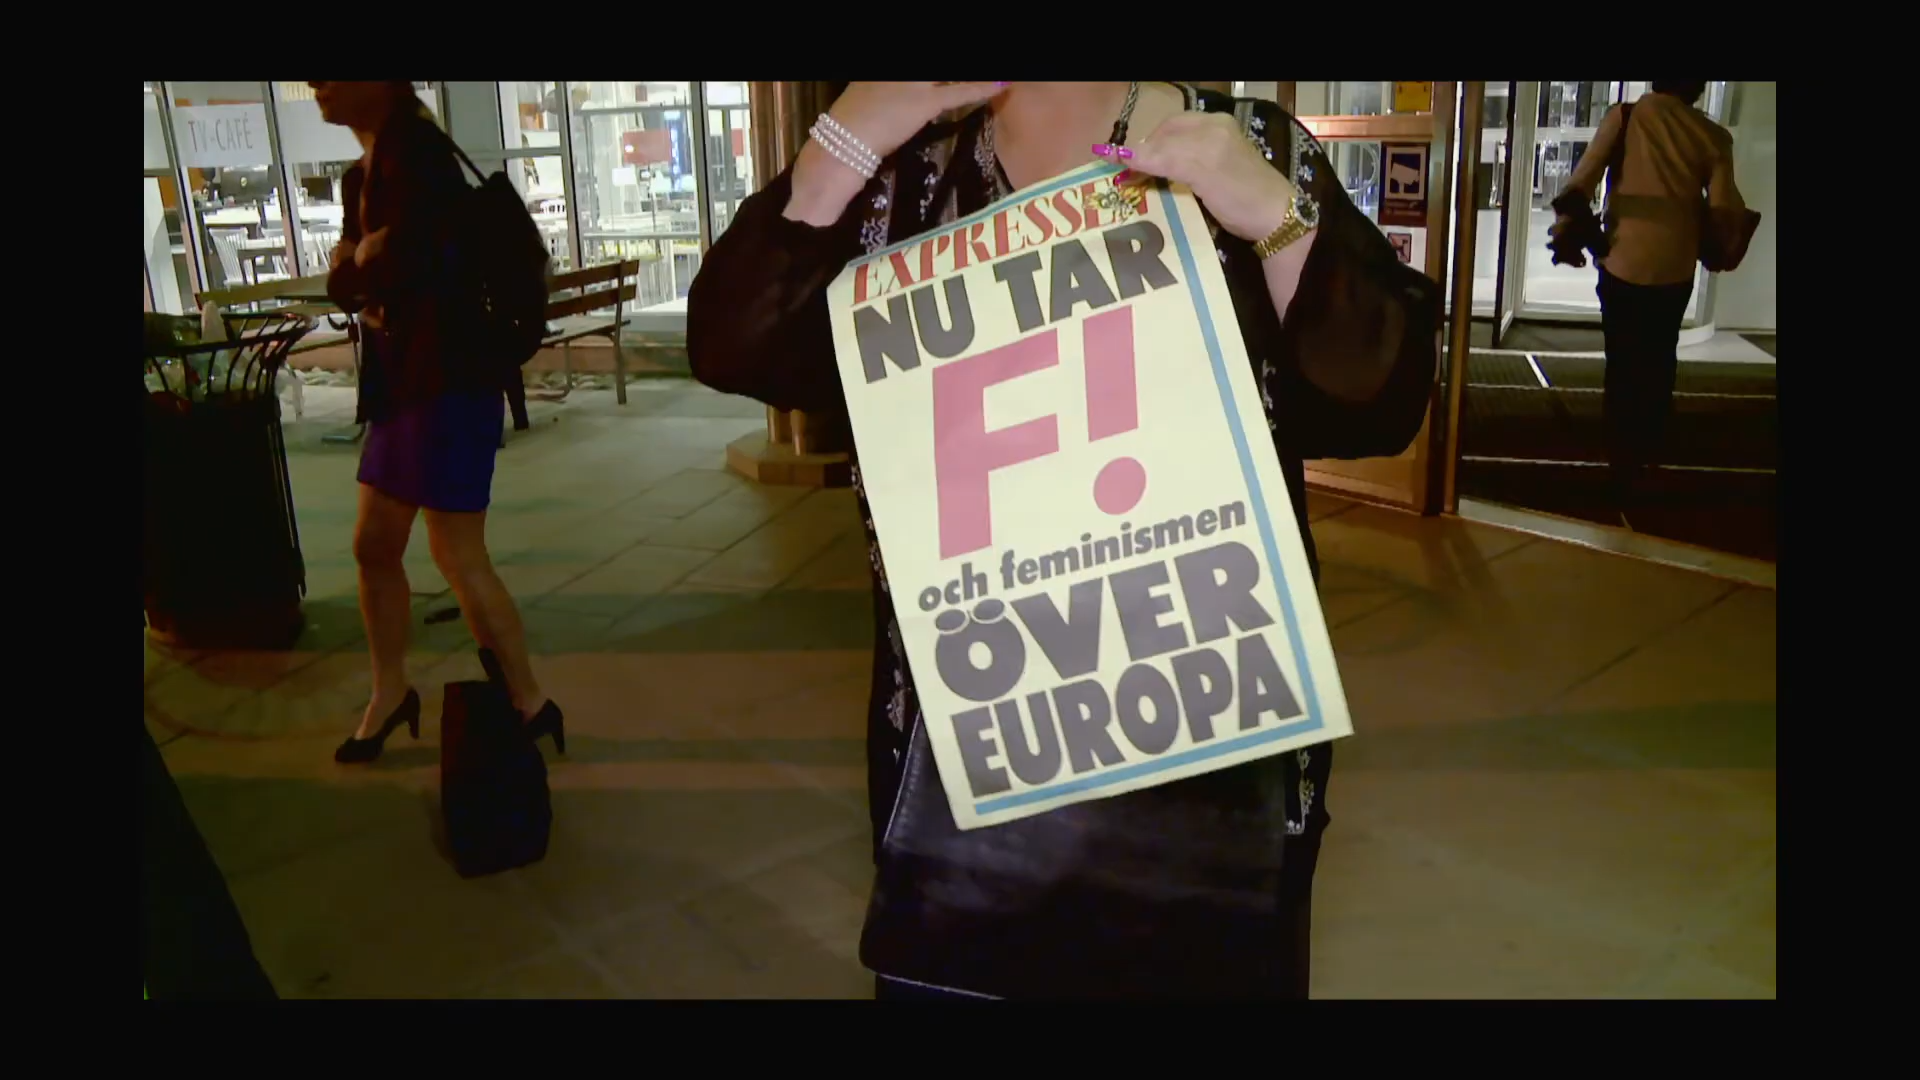 TV-CAFÉ
EXPRESSEN
NU TAR
F!
och feminismen
ÖVER
EUROPA